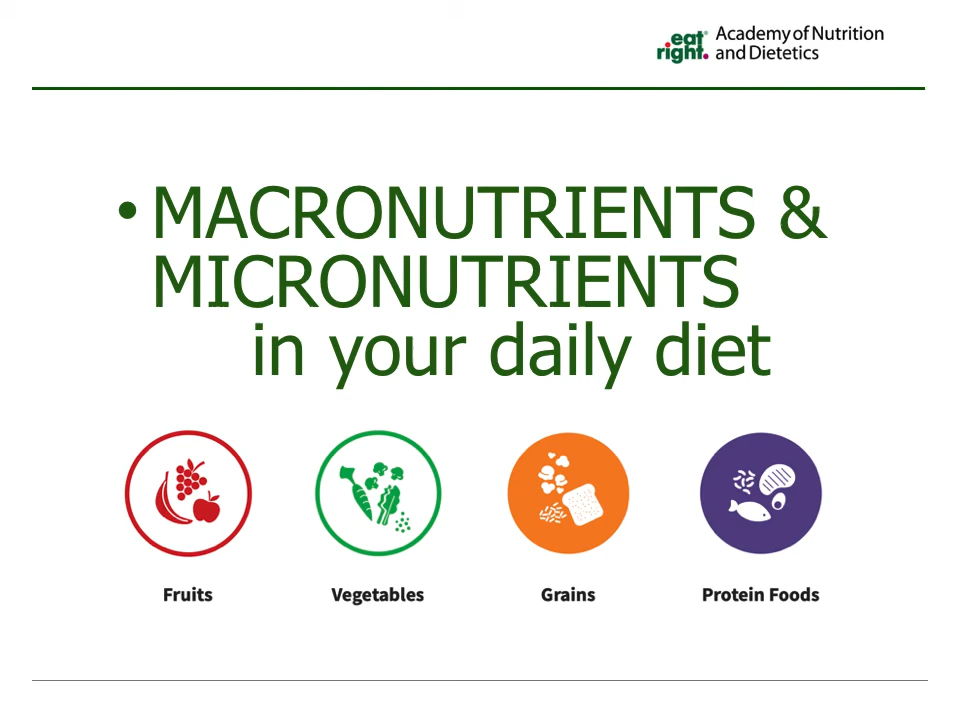 eat right. Academy of Nutrition
and Dietetics
• MACRONUTRIENTS &
MICRONUTRIENTS
in your daily diet
Fruits
Vegetables
Grains
Protein Foods